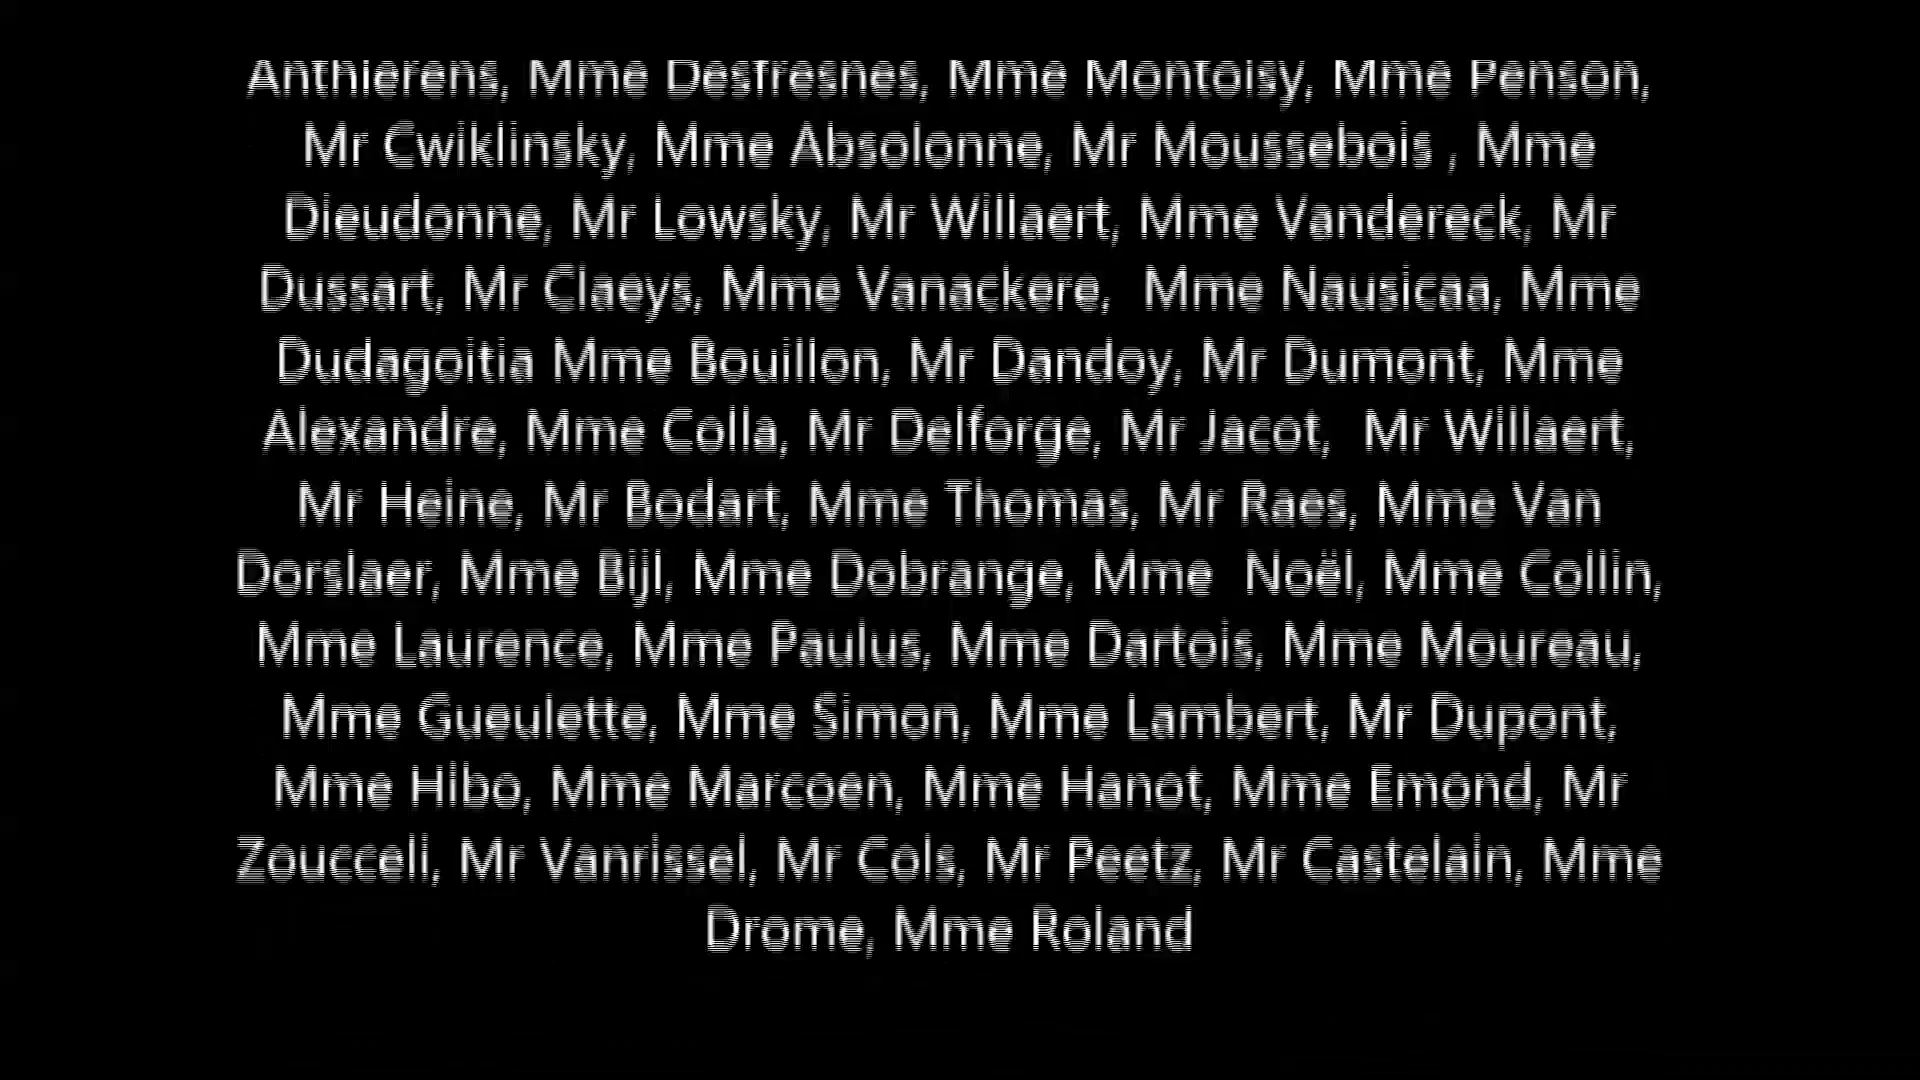 Anthierens, Mme Desfresnes, Mme Montoisy, Mme Penson,
Mr Cwiklinsky, Mme Absolonne, Mr Moussebois , Mme
Dieudonne, Mr Lowsky, Mr Willaert, Mme Vandereck, Mr
Dussart, Mr Claeys, Mme Vanackere,  Mme Nausicaa, Mme
Dudagoitia Mme Bouillon, Mr Dandoy, Mr Dumont, Mme
Alexandre, Mme Colla, Mr Delforge, Mr Jacot,  Mr Willaert,
Mr Heine, Mr Bodart, Mme Thomas, Mr Raes, Mme Van
Dorslaer, Mme Bijl, Mme Dobrange, Mme  Noël, Mme Collin,
Mme Laurence, Mme Paulus, Mme Dartois, Mme Moureau,
Mme Gueulette, Mme Simon, Mme Lambert, Mr Dupont,
Mme Hibo, Mme Marcoen, Mme Hanot, Mme Emond, Mr
Zoucceli, Mr Vanrissel, Mr Cols, Mr Peetz, Mr Castelain, Mme
Drome, Mme Roland